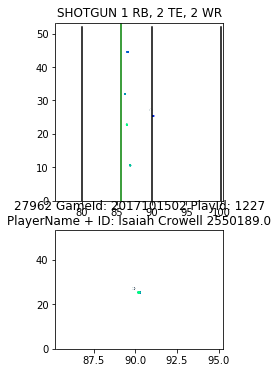 SHOTGUN 1 RB, 2 TE, 2 WR
50
40
30
20
10
0
80 85 90 95 100
27962 GameId: 2017101502 PlayId: 1227
PlayerName + ID: Isaiah Crowell 2550189.0
40
20
0
87.5 90.0 92.5 95.0